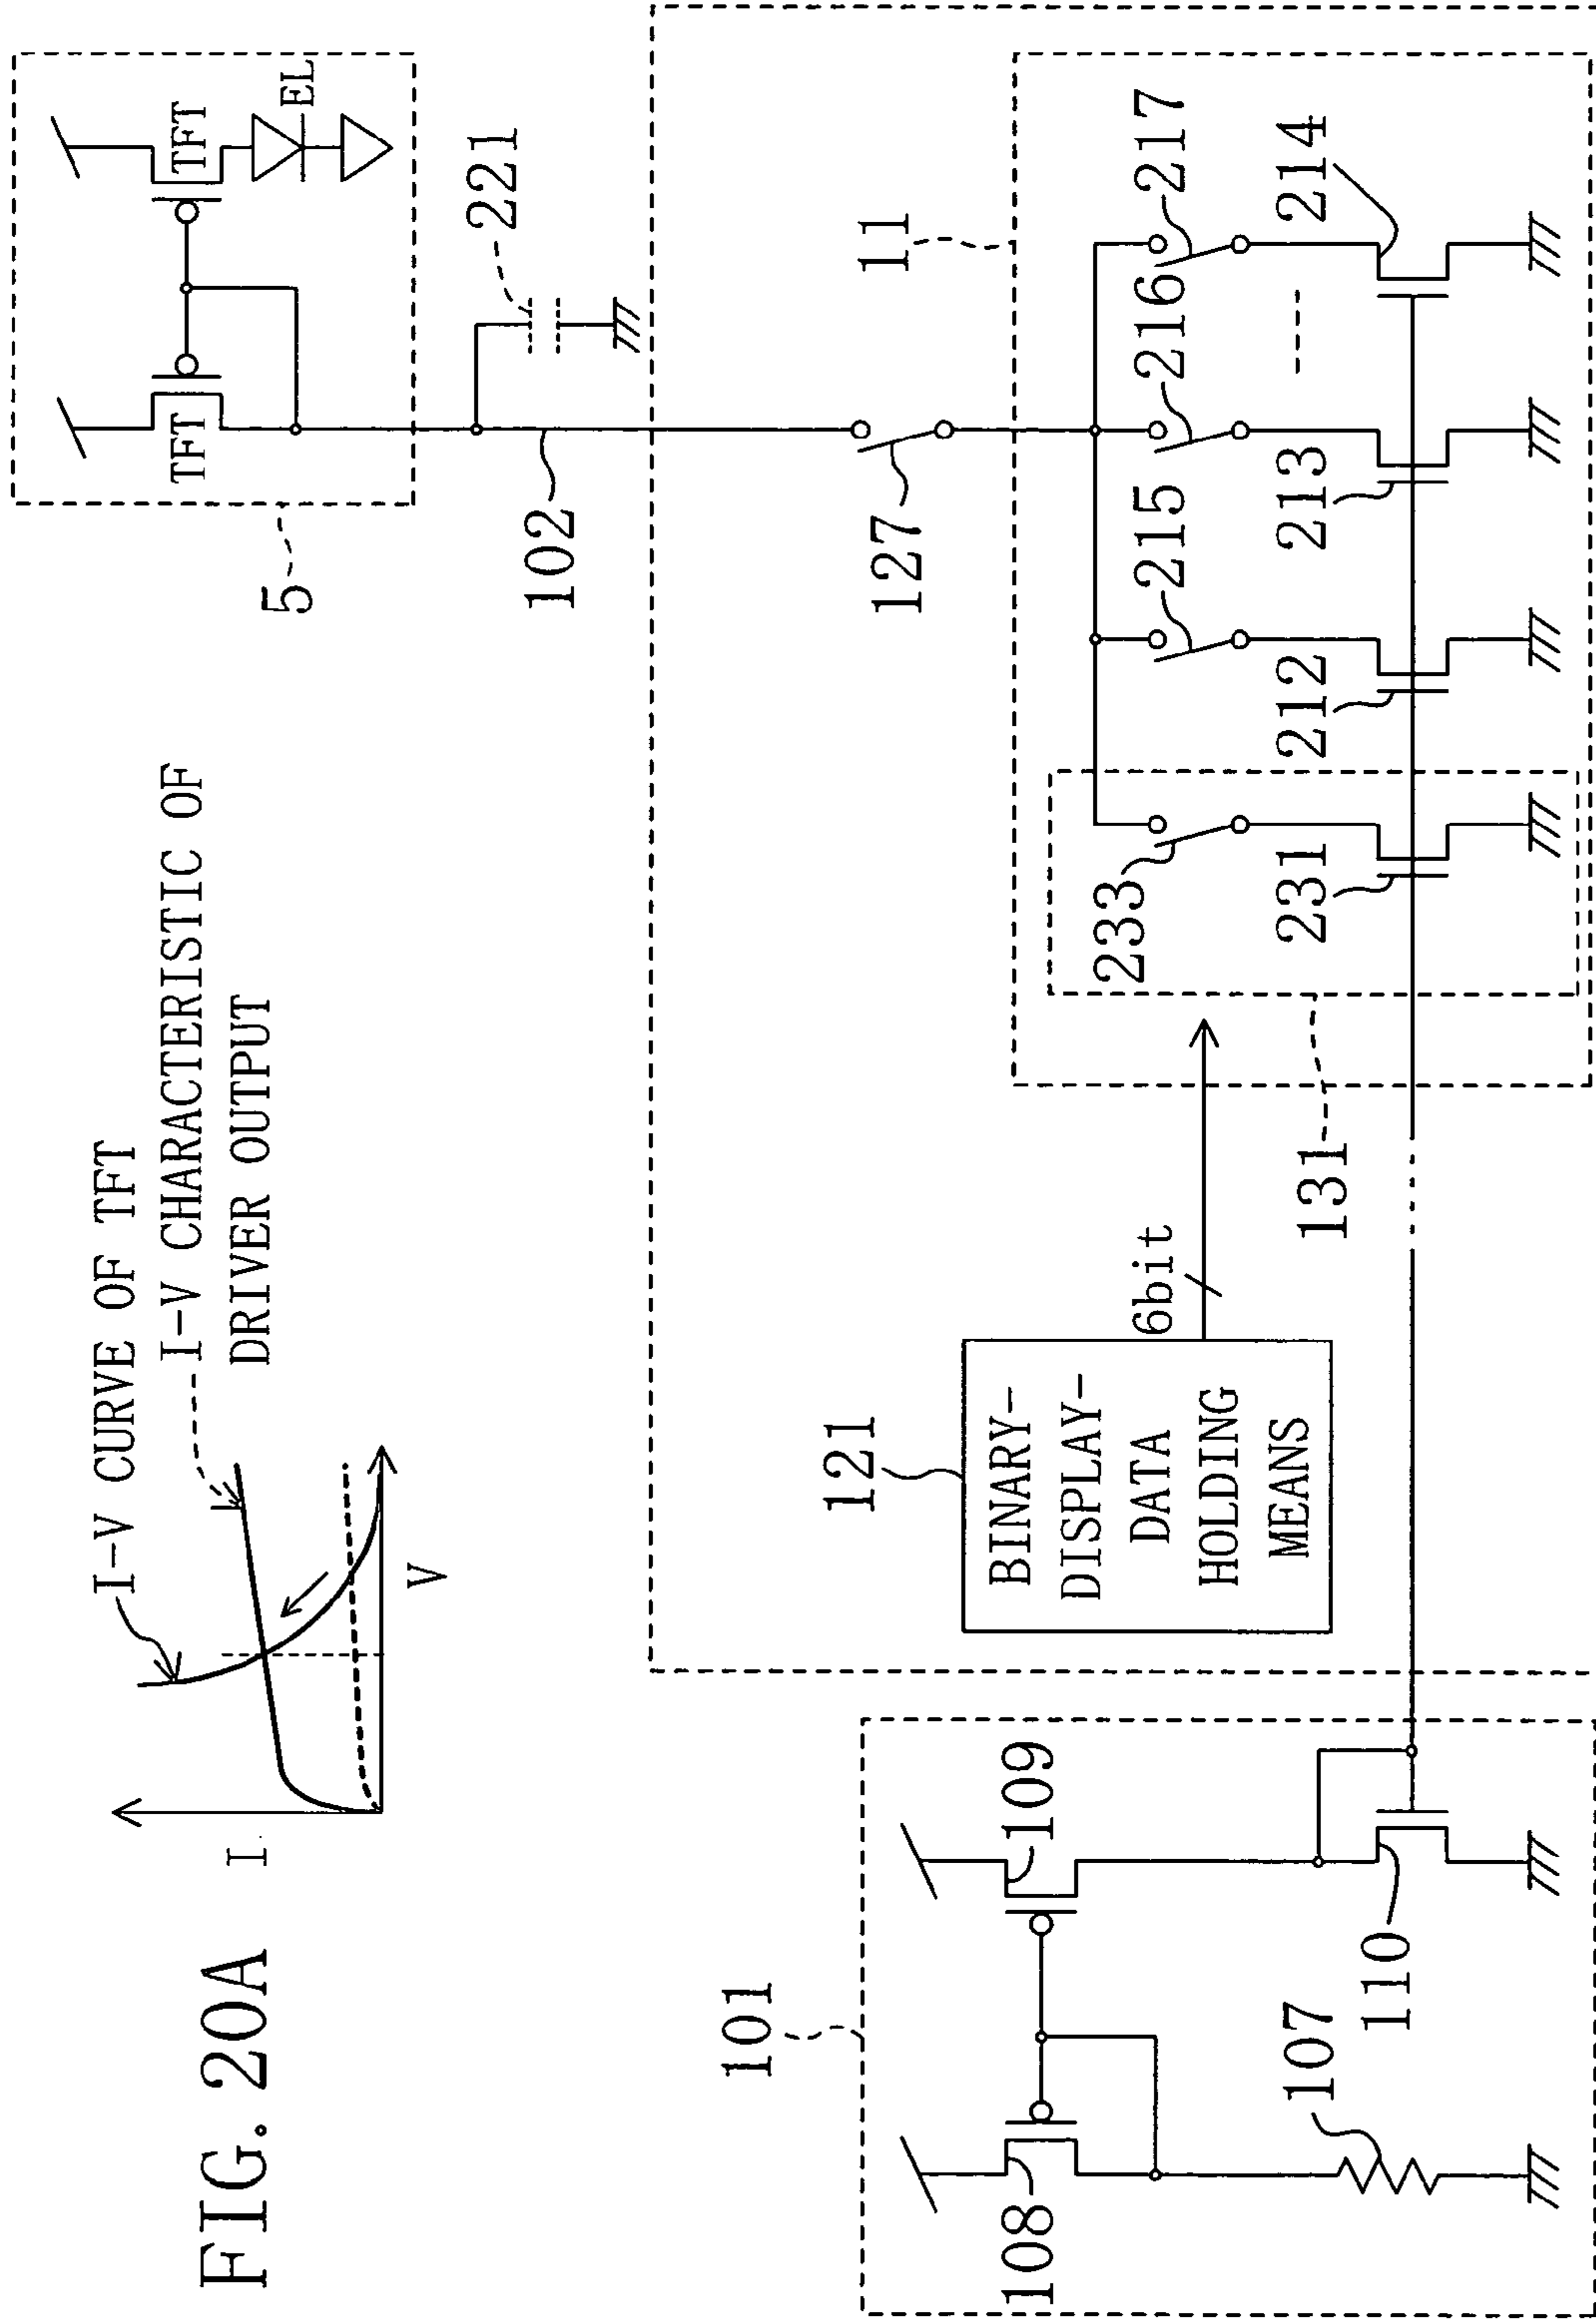 FIG. 20A
I-V CURVE OF TFT
I-V CHARACTERISTIC OF
DRIVER OUTPUT
I
V
TFT
TFT
EL
5
221
102
101
108
109
107
110
121
BINARY-
DISPLAY-
DATA
HOLDING
MEANS
6bit
127
11
233
215
216
217
231
212
213
214
131